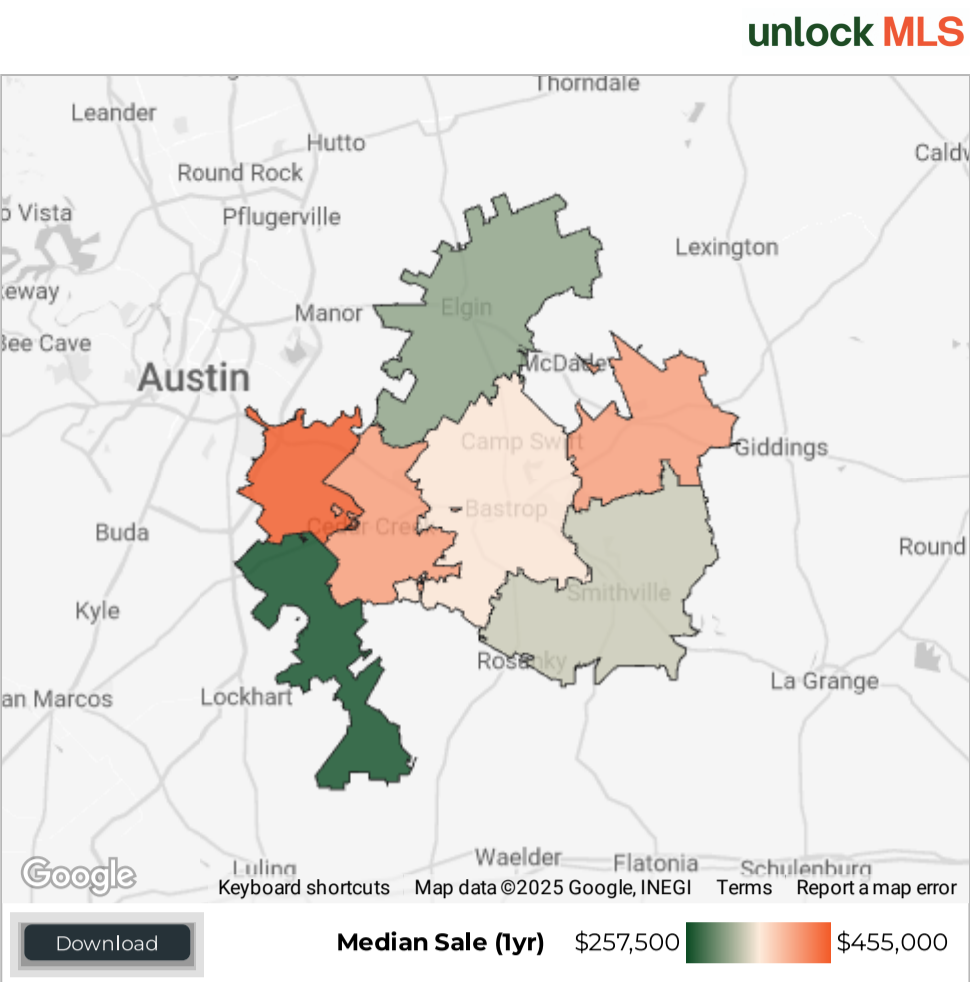 unlock MLS
Thorndale
Leander
Hutto
Caldw
Round Rock
o Vista
Pflugerville
Lexington
eway
Elgin
Manor
Bee Cave
McDade
Austin
Camp Swift
Giddings
Bastrop
Cedar Creek
Buda
Round
Smithville
Kyle
Rosanky
La Grange
an Marcos
Lockhart
Waelder
Flatonia
Luling
Schulenburg
Google
Keyboard shortcuts Map data ©2025 Google, INEGI Terms Report a map error
Download Median Sale (1yr) $257,500 $455,000